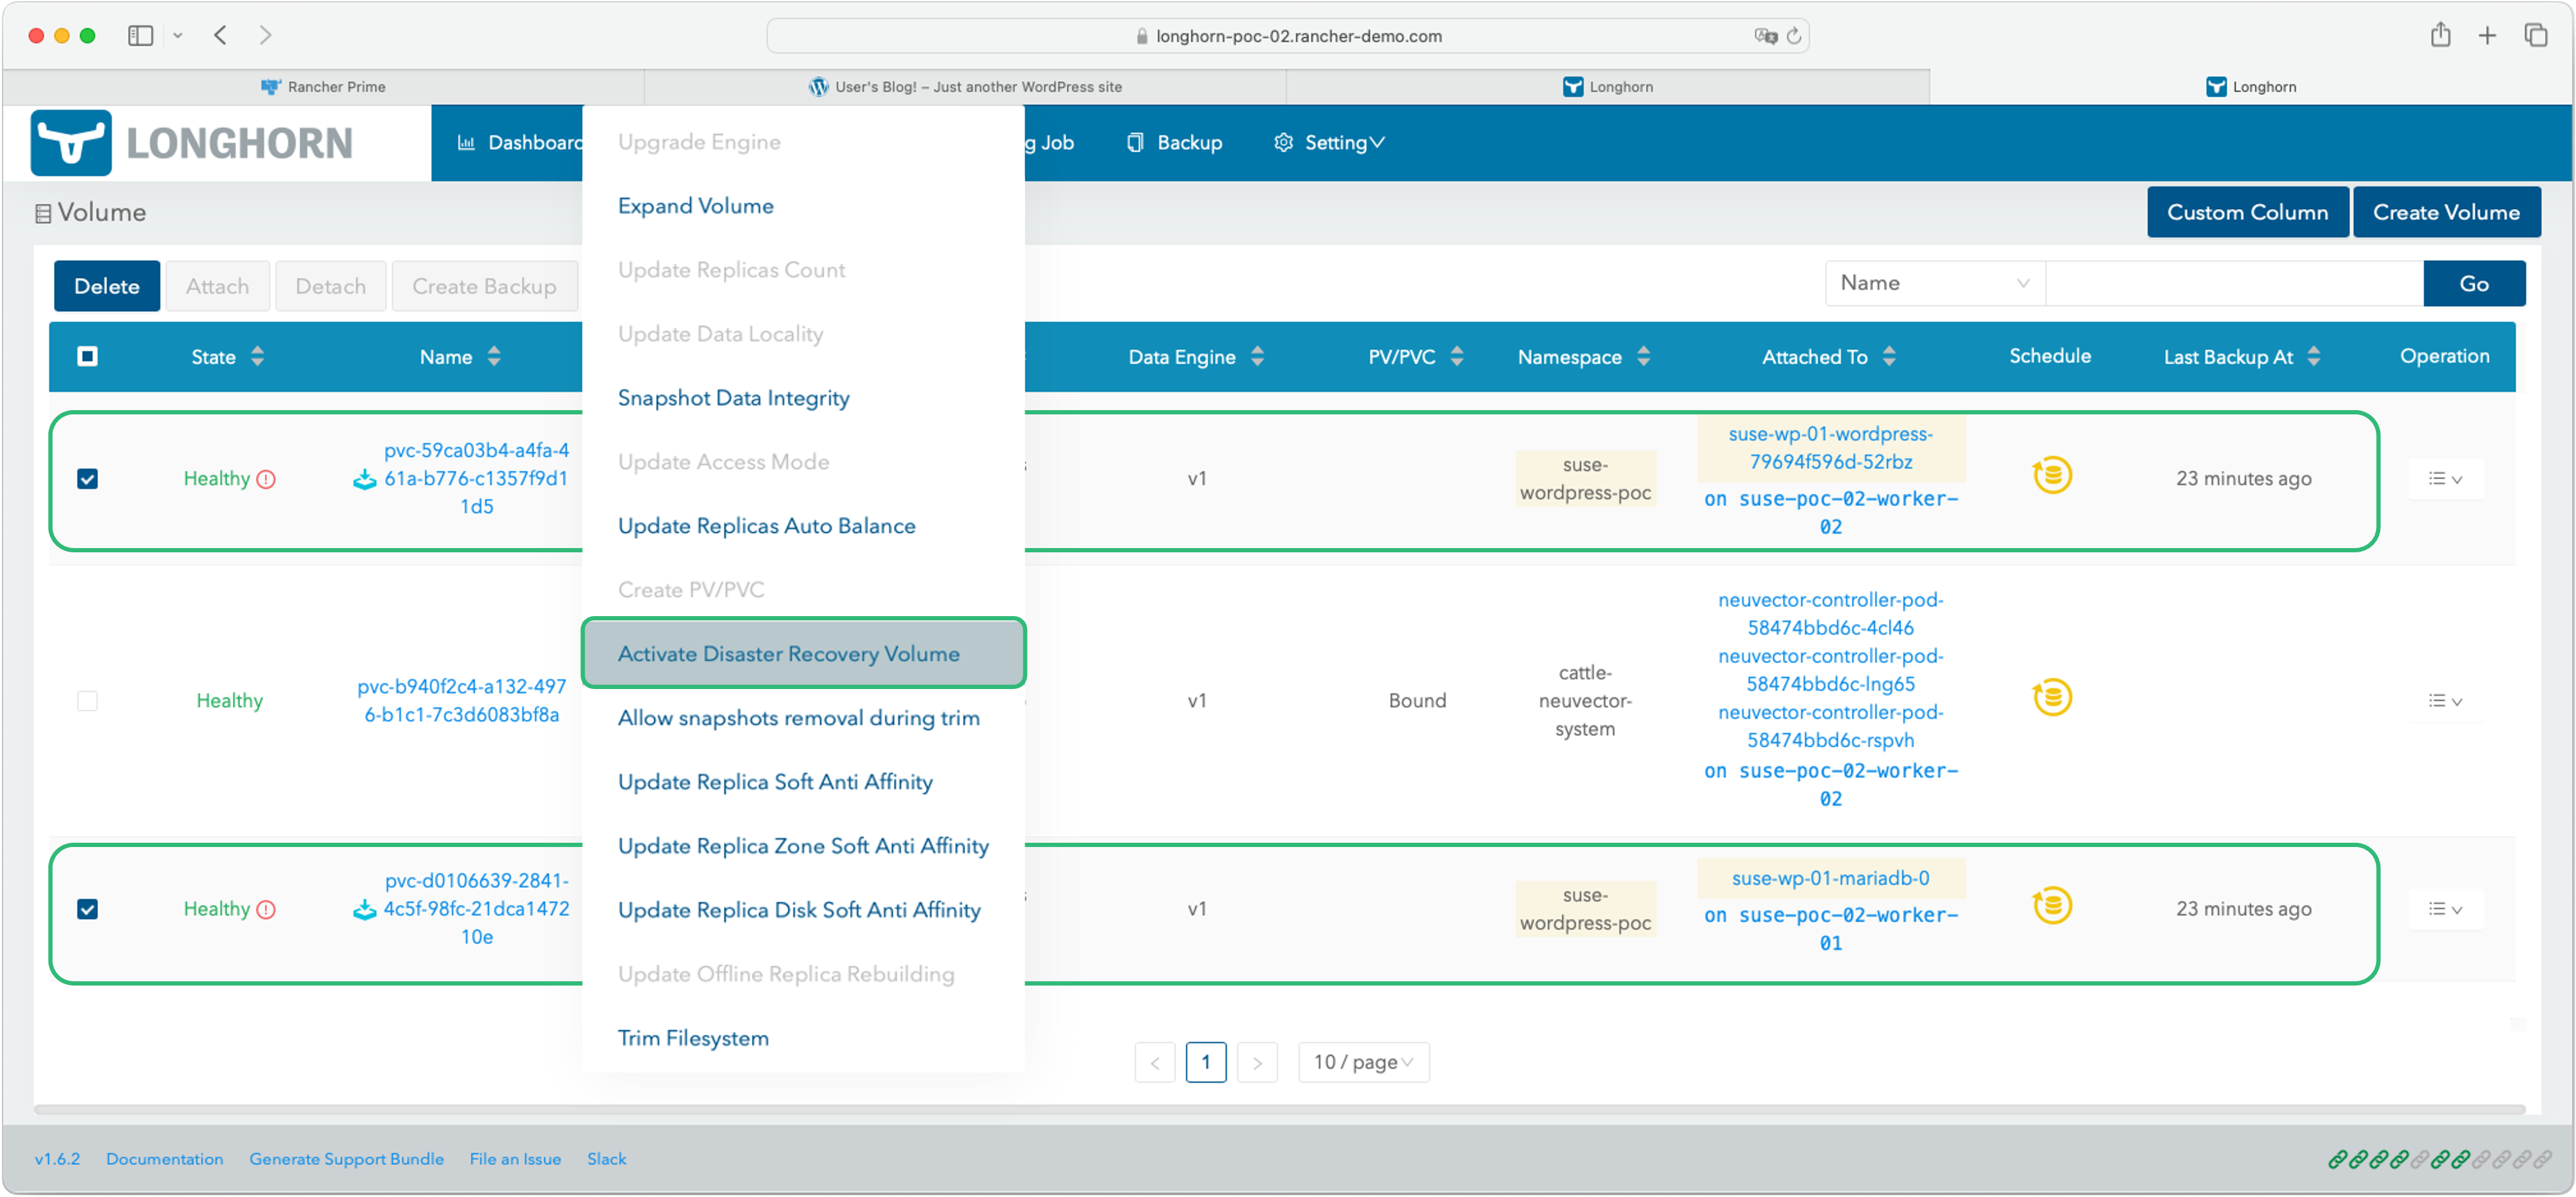 longhorn-poc-02.rancher-demo.com
Rancher Prime
User's Blog! – Just another WordPress site
Longhorn
Longhorn
LONGHORN
Dashboard
g Job
Backup
Setting
Volume
Custom Column
Create Volume
Delete
Attach
Detach
Create Backup
Name
Go
State
Name
Data Engine
PV/PVC
Namespace
Attached To
Schedule
Last Backup At
Operation
Healthy
pvc-59ca03b4-a4fa-4
61a-b776-c1357f9d1
1d5
v1
suse-
wordpress-poc
suse-wp-01-wordpress-
79694f596d-52rbz
on suse-poc-02-worker-
02
23 minutes ago
Healthy
pvc-b940f2c4-a132-497
6-b1c1-7c3d6083bf8a
v1
Bound
cattle-
neuvector-
system
neuvector-controller-pod-
58474bbd6c-4cl46
neuvector-controller-pod-
58474bbd6c-lng65
neuvector-controller-pod-
58474bbd6c-rspvh
on suse-poc-02-worker-
02
Healthy
pvc-d0106639-2841-
4c5f-98fc-21dca1472
10e
v1
suse-
wordpress-poc
suse-wp-01-mariadb-0
on suse-poc-02-worker-
01
23 minutes ago
Upgrade Engine
Expand Volume
Update Replicas Count
Update Data Locality
Snapshot Data Integrity
Update Access Mode
Update Replicas Auto Balance
Create PV/PVC
Activate Disaster Recovery Volume
Allow snapshots removal during trim
Update Replica Soft Anti Affinity
Update Replica Zone Soft Anti Affinity
Update Replica Disk Soft Anti Affinity
Update Offline Replica Rebuilding
Trim Filesystem
1
10 / page
v1.6.2
Documentation
Generate Support Bundle
File an Issue
Slack